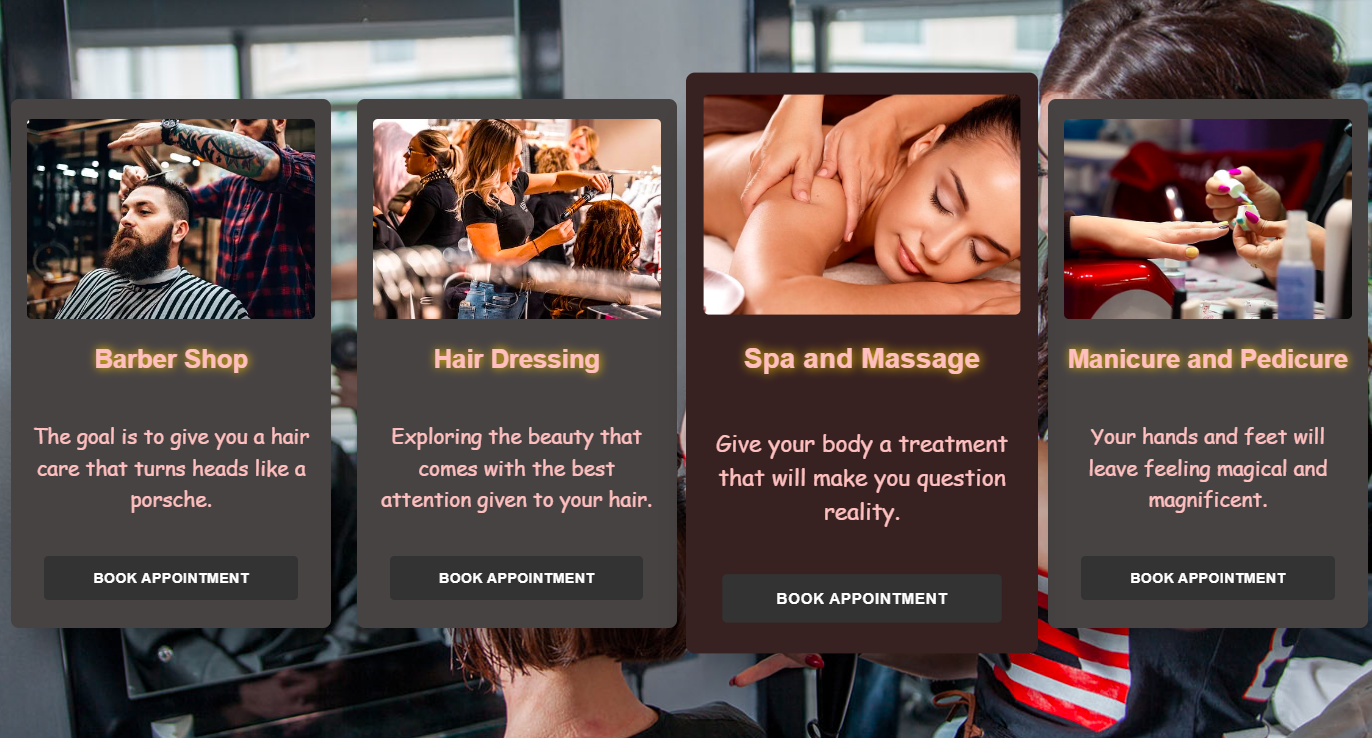 Barber Shop
The goal is to give you a hair
care that turns heads like a
porsche.
BOOK APPOINTMENT
Hair Dressing
Exploring the beauty that
comes with the best
attention given to your hair.
BOOK APPOINTMENT
Spa and Massage
Give your body a treatment
that will make you question
reality.
BOOK APPOINTMENT
Manicure and Pedicure
Your hands and feet will
leave feeling magical and
magnificent.
BOOK APPOINTMENT